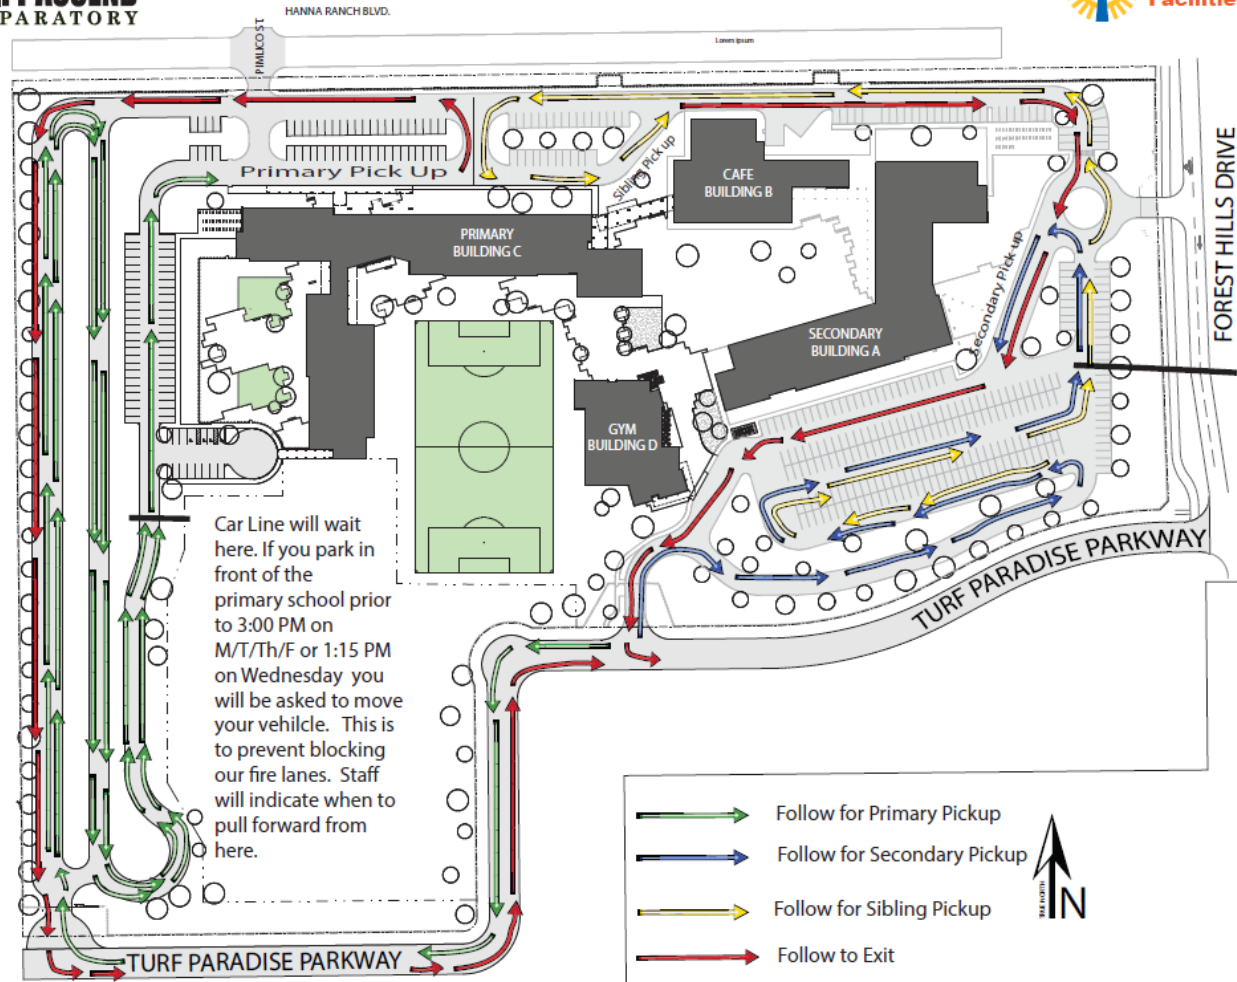 PARATORY
HANNA RANCH BLVD.
PIMLICO ST
Lorem ipsum
Primary Pick Up
Sibling Pick up
CAFE
BUILDING B
PRIMARY
BUILDING C
Secondary Pick up
SECONDARY
BUILDING A
GYM
BUILDING D
FOREST HILLS DRIVE
Car Line will wait
here. If you park in
front of the
primary school prior
to 3:00 PM on
M/T/Th/F or 1:15 PM
on Wednesday you
will be asked to move
your vehilcle. This is
to prevent blocking
our fire lanes. Staff
will indicate when to
pull forward from
here.
TURF PARADISE PARKWAY
TURF PARADISE PARKWAY
Follow for Primary Pickup
Follow for Secondary Pickup
Follow for Sibling Pickup
Follow to Exit
TRUE NORTH
N